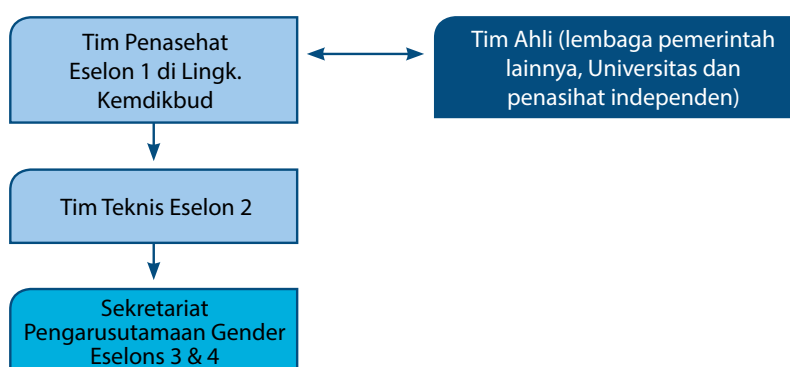 Tim Penasehat
Eselon 1 di Lingk.
Kemdikbud
Tim Ahli (lembaga pemerintah
lainnya, Universitas dan
penasihat independen)
Tim Teknis Eselon 2
Sekretariat
Pengarusutamaan Gender
Eselons 3 & 4